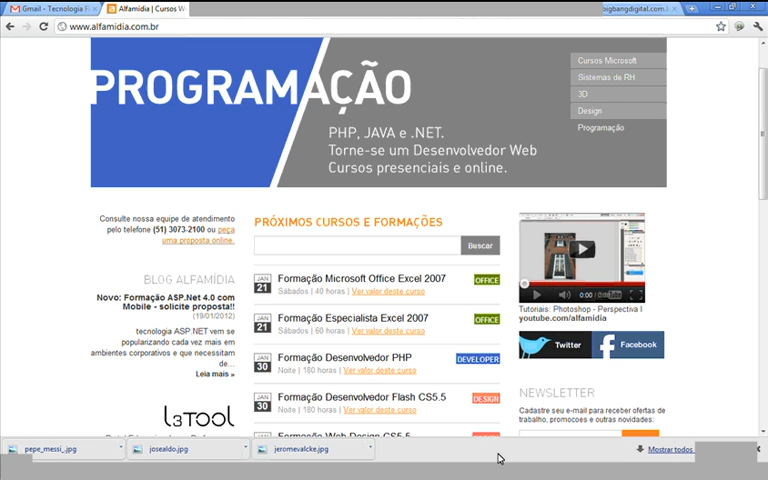 Gmail - Tecnologia F
Alfamídia | Cursos W
bigbangdigital.com.
www.alfamidia.com.br
PROGRAMAÇÃO
PHP, JAVA e .NET.
Torne-se um Desenvolvedor Web
Cursos presenciais e online.
Cursos Microsoft
Sistemas de RH
3D
Design
Programação
Consulte nossa equipe de atendimento
pelo telefone (51) 3073-2100 ou peça
uma proposta online.
BLOG ALFAMÍDIA
Novo: Formação ASP.Net 4.0 com
Mobile - solicite proposta!!
(19/01/2012)
tecnologia ASP.NET vem se
popularizando cada vez mais em
ambientes corporativos e que necessitam
de...
Leia mais »
L3TOOL
PRÓXIMOS CURSOS E FORMAÇÕES
Buscar
JAN 21 Formação Microsoft Office Excel 2007 OFFICE
Sábados | 40 horas | Ver valor deste curso
JAN 21 Formação Especialista Excel 2007 OFFICE
Sábados | 60 horas | Ver valor deste curso
JAN 30 Formação Desenvolvedor PHP DEVELOPER
Noite | 180 horas | Ver valor deste curso
JAN 30 Formação Desenvolvedor Flash CS5.5 DESIGN
Noite | 180 horas | Ver valor deste curso
Formação Web Design CS5.5
0:00
YouTube
Tutoriais: Photoshop - Perspectiva I
youtube.com/alfamidia
Twitter
Facebook
NEWSLETTER
Cadastre seu e-mail para receber ofertas de
trabalho, promocoes e outras novidades:
pepe_messi_.jpg
josealdo.jpg
jeromevalcke.jpg
Mostrar todos